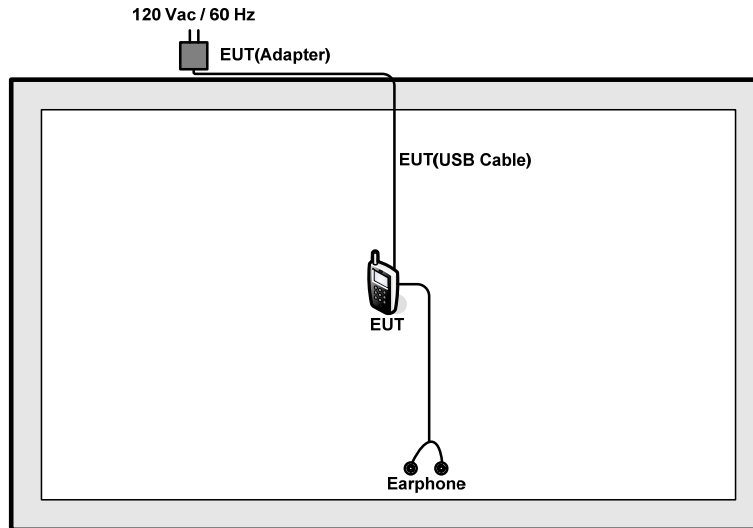 120 Vac / 60 Hz
EUT(Adapter)
EUT(USB Cable)
EUT
Earphone